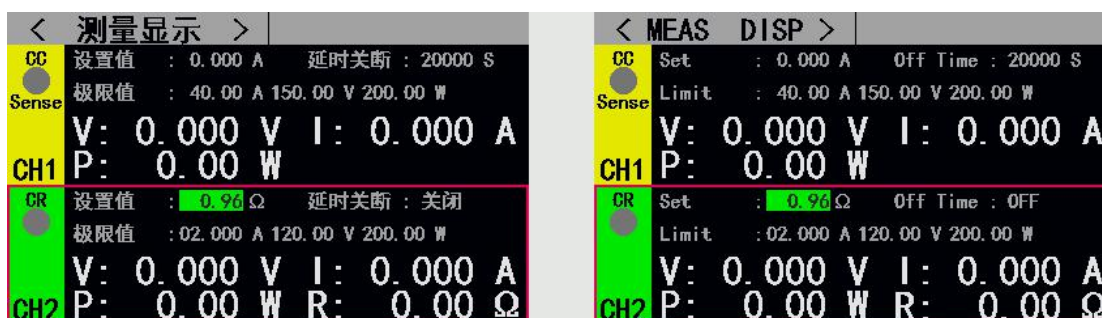 < 测量显示 >
CC 设置值 : 0.000 A 延时关断 : 20000 S
Sense 极限值 : 40.00 A 150.00 V 200.00 W
V: 0.000 V I: 0.000 A
CH1 P: 0.00 W
CR 设置值 : 0.96 Ω 延时关断 : 关闭
极限值 :02.000 A 120.00 V 200.00 W
V: 0.000 V I: 0.000 A
CH2 P: 0.00 W R: 0.00 Ω
< MEAS DISP >
CC Set : 0.000 A Off Time : 20000 S
Sense Limit : 40.00 A 150.00 V 200.00 W
V: 0.000 V I: 0.000 A
CH1 P: 0.00 W
CR Set : 0.96 Ω Off Time : OFF
Limit :02.000 A 120.00 V 200.00 W
V: 0.000 V I: 0.000 A
CH2 P: 0.00 W R: 0.00 Ω